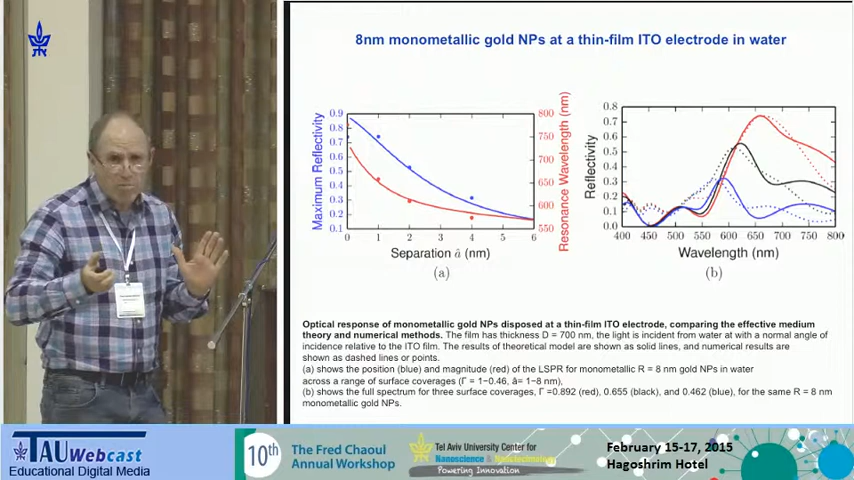 8nm monometallic gold NPs at a thin-film ITO electrode in water
0.9
0.8
0.7
0.6
0.5
0.4
0.3
0.2
0.1
Maximum Reflectivity
800
750
700
650
600
550
Resonance Wavelength (nm)
0 1 2 3 4 5 6
Separation â (nm)
(a)
0.8
0.7
0.6
0.5
0.4
0.3
0.2
0.1
0.0
Reflectivity
400 450 500 550 600 650 700 750 800
Wavelength (nm)
(b)
Optical response of monometallic gold NPs disposed at a thin-film ITO electrode, comparing the effective medium
theory and numerical methods. The film has thickness D = 700 nm, the light is incident from water at with a normal angle of
incidence relative to the ITO film. The results of theoretical model are shown as solid lines, and numerical results are
shown as dashed lines or points.
(a) shows the position (blue) and magnitude (red) of the LSPR for monometallic R = 8 nm gold NPs in water
across a range of surface coverages (Γ = 1−0.46, â= 1-8 nm),
(b) shows the full spectrum for three surface coverages, Γ =0.892 (red), 0.655 (black), and 0.462 (blue), for the same R = 8 nm
monometallic gold NPs.
TAU Webcast
Educational Digital Media
10th
The Fred Chaoul
Annual Workshop
Tel Aviv University Center for
Nanoscience & Nanotechnology
Powering Innovation
February 15-17, 2015
Hagoshrim Hotel